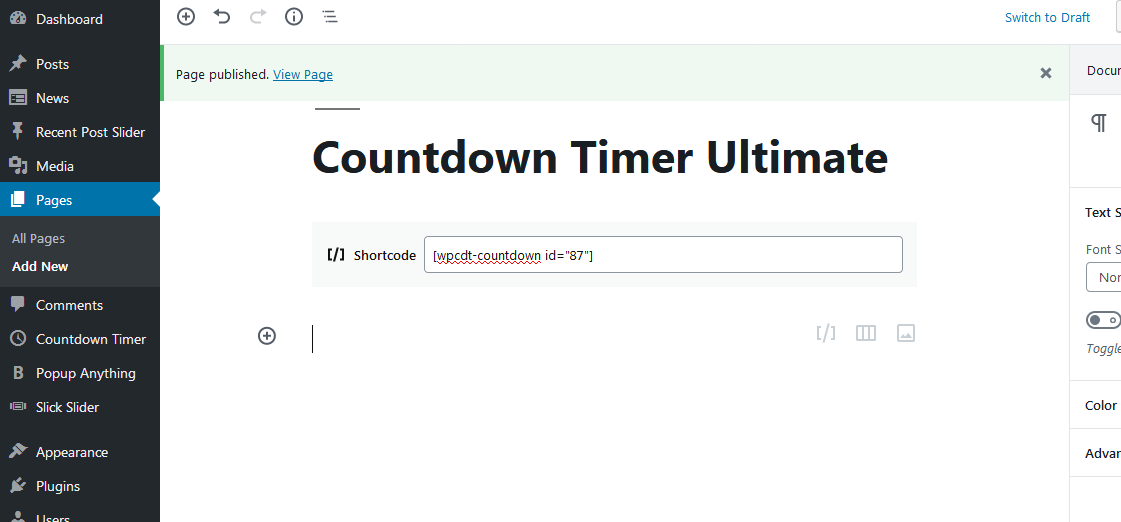 Dashboard
Posts
News
Recent Post Slider
Media
Pages
All Pages
Add New
Comments
Countdown Timer
Popup Anything
Slick Slider
Appearance
Plugins
Users
Switch to Draft
Page published. View Page
Countdown Timer Ultimate
[/] Shortcode
[wpcdt-countdown id="87"]
Docu
Text S
Font S
Nor
Toggle
Color
Advan